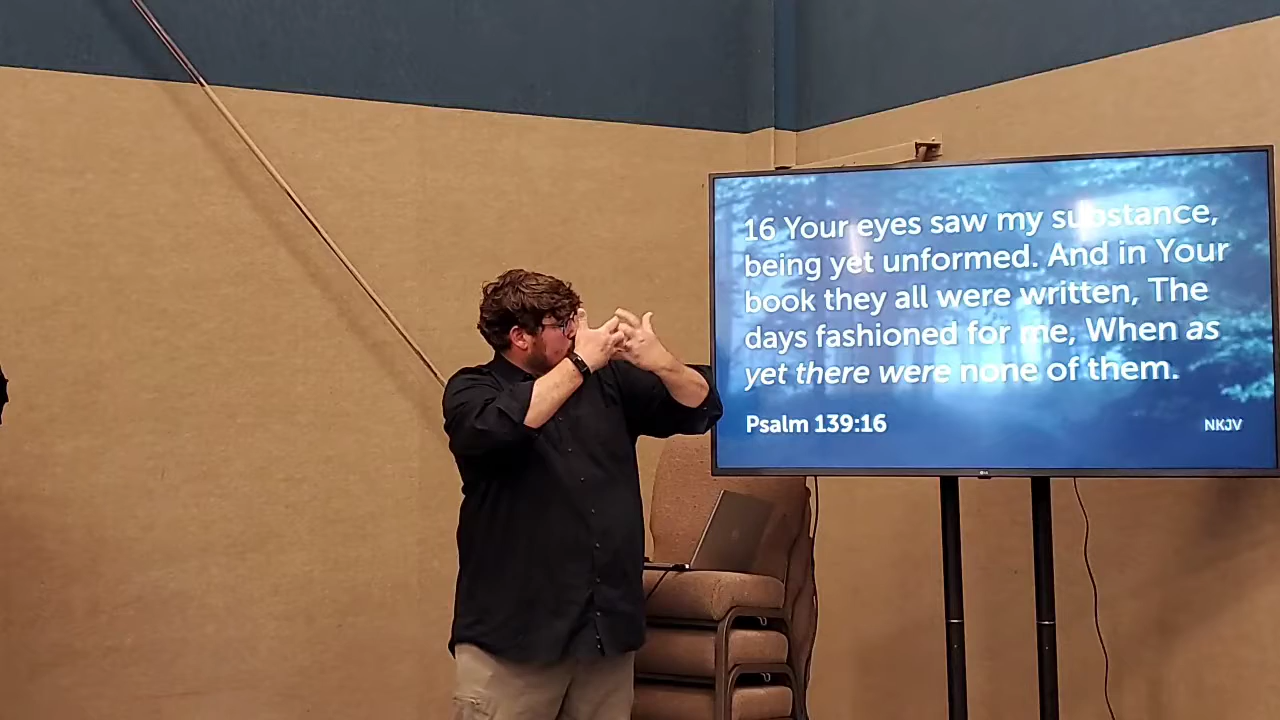 16 Your eyes saw my substance,
being yet unformed. And in Your
book they all were written, The
days fashioned for me, When as
yet there were none of them.
Psalm 139:16
NKJV